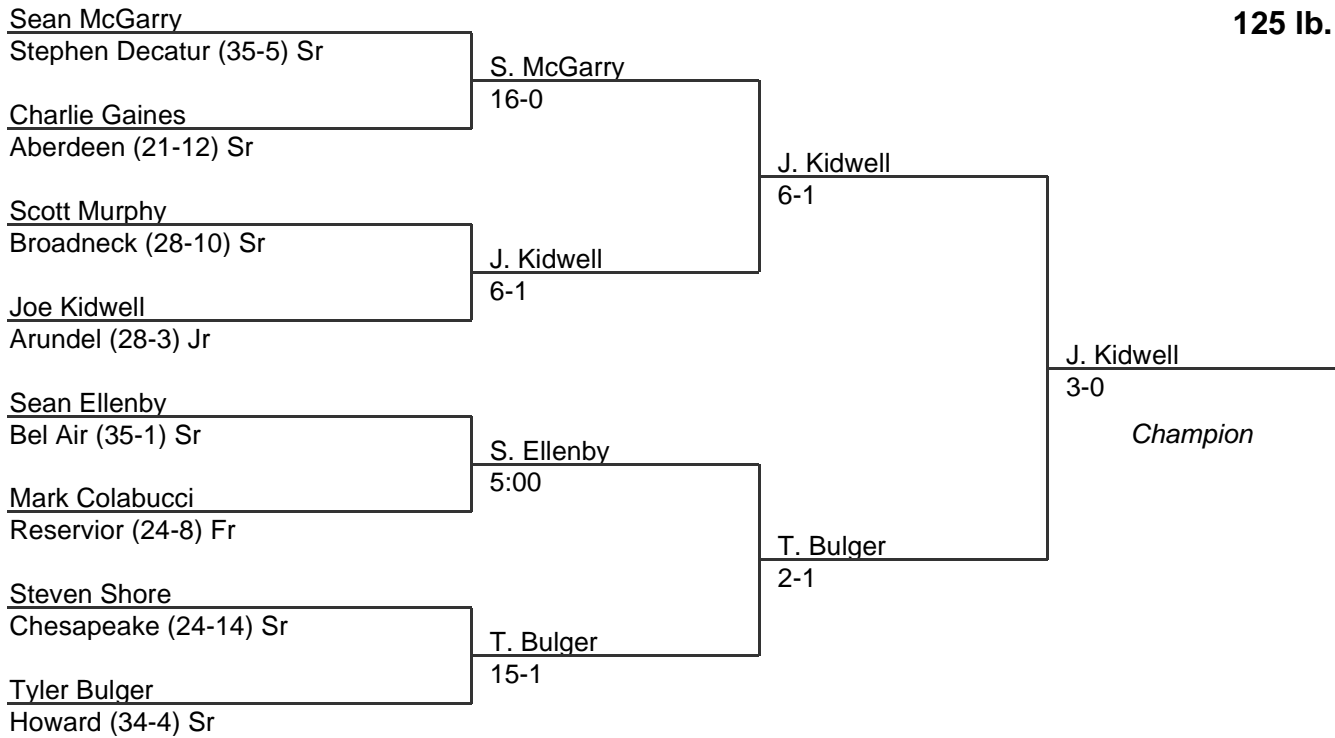 125 lb.
Sean McGarry
Stephen Decatur (35-5) Sr
S. McGarry
16-0
Charlie Gaines
Aberdeen (21-12) Sr
J. Kidwell
6-1
Scott Murphy
Broadneck (28-10) Sr
J. Kidwell
6-1
Joe Kidwell
Arundel (28-3) Jr
J. Kidwell
3-0
Champion
Sean Ellenby
Bel Air (35-1) Sr
S. Ellenby
5:00
Mark Colabucci
Reservior (24-8) Fr
T. Bulger
2-1
Steven Shore
Chesapeake (24-14) Sr
T. Bulger
15-1
Tyler Bulger
Howard (34-4) Sr